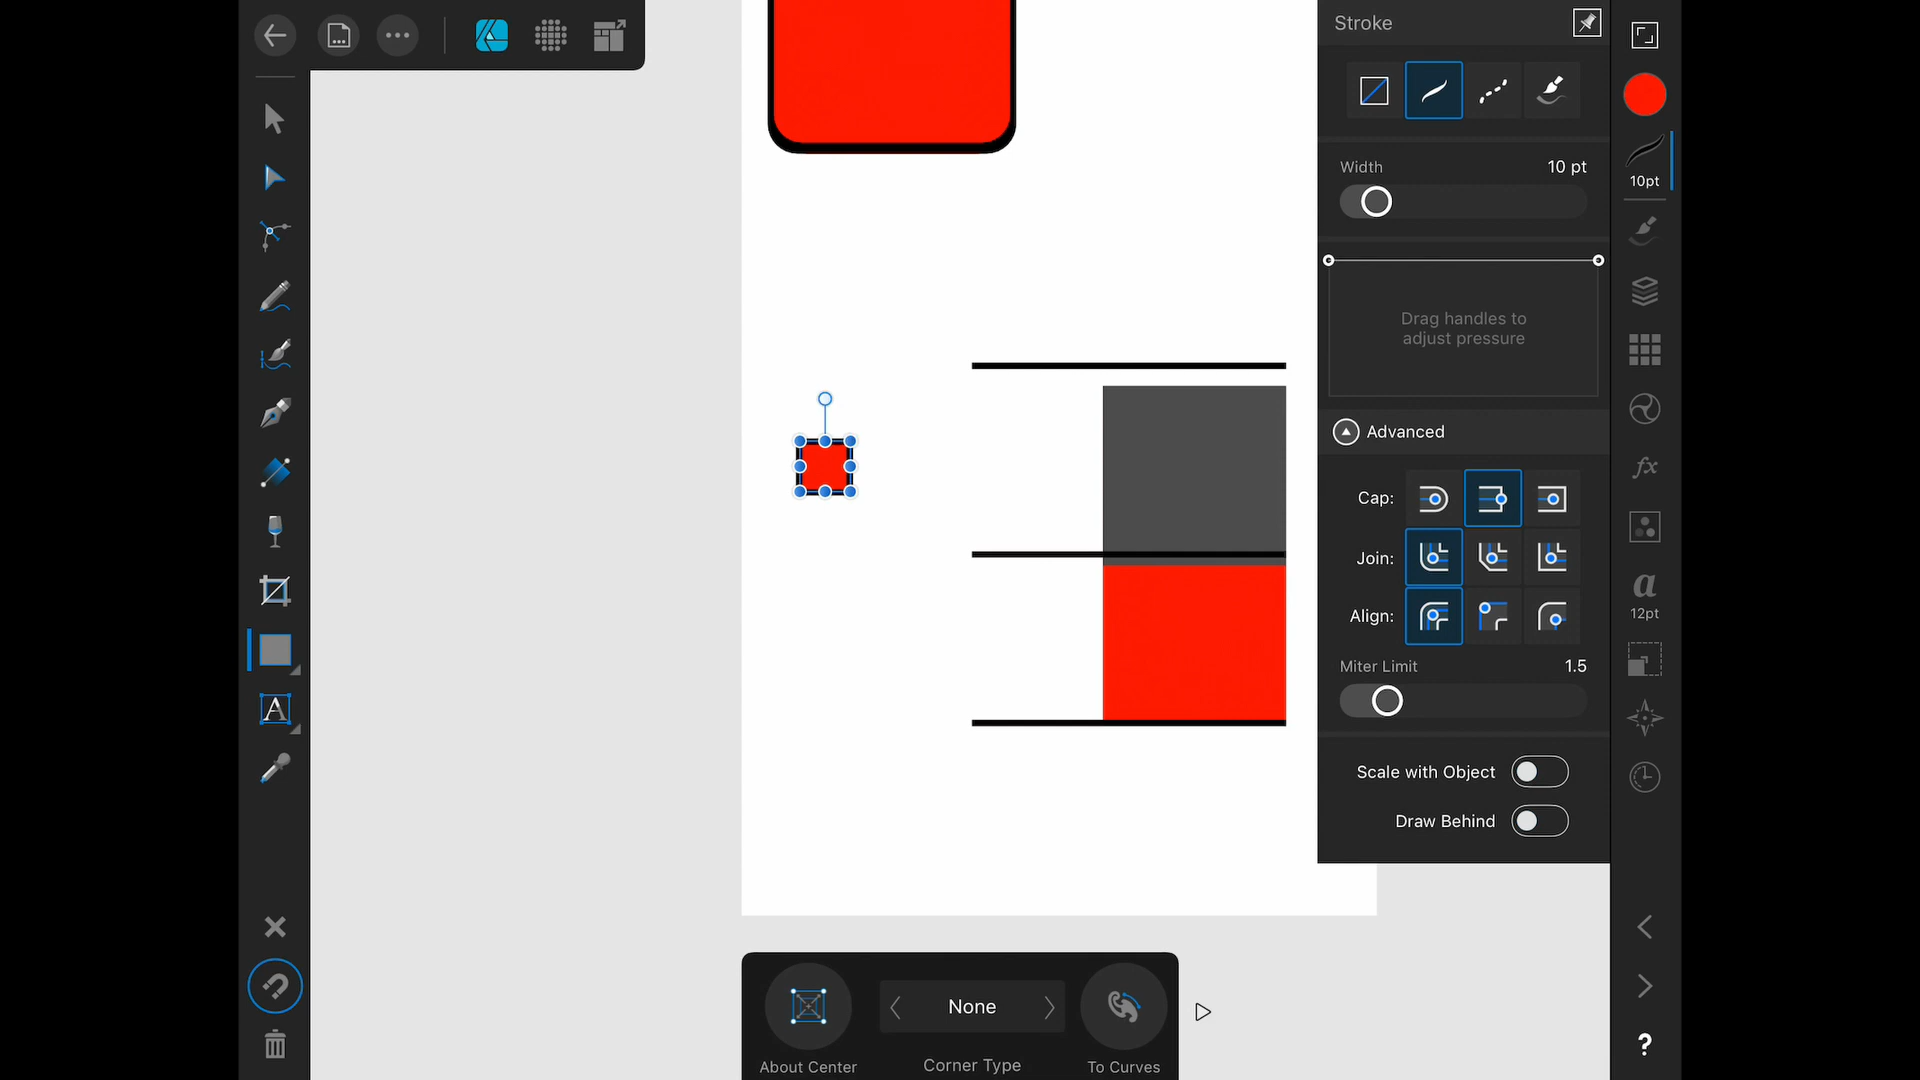 Stroke
Width
10 pt
10pt
Drag handles to
adjust pressure
Advanced
Cap:
Join:
Align:
a
12pt
fx
Miter Limit
1.5
Scale with Object
Draw Behind
A
None
About Center
Corner Type
To Curves
?